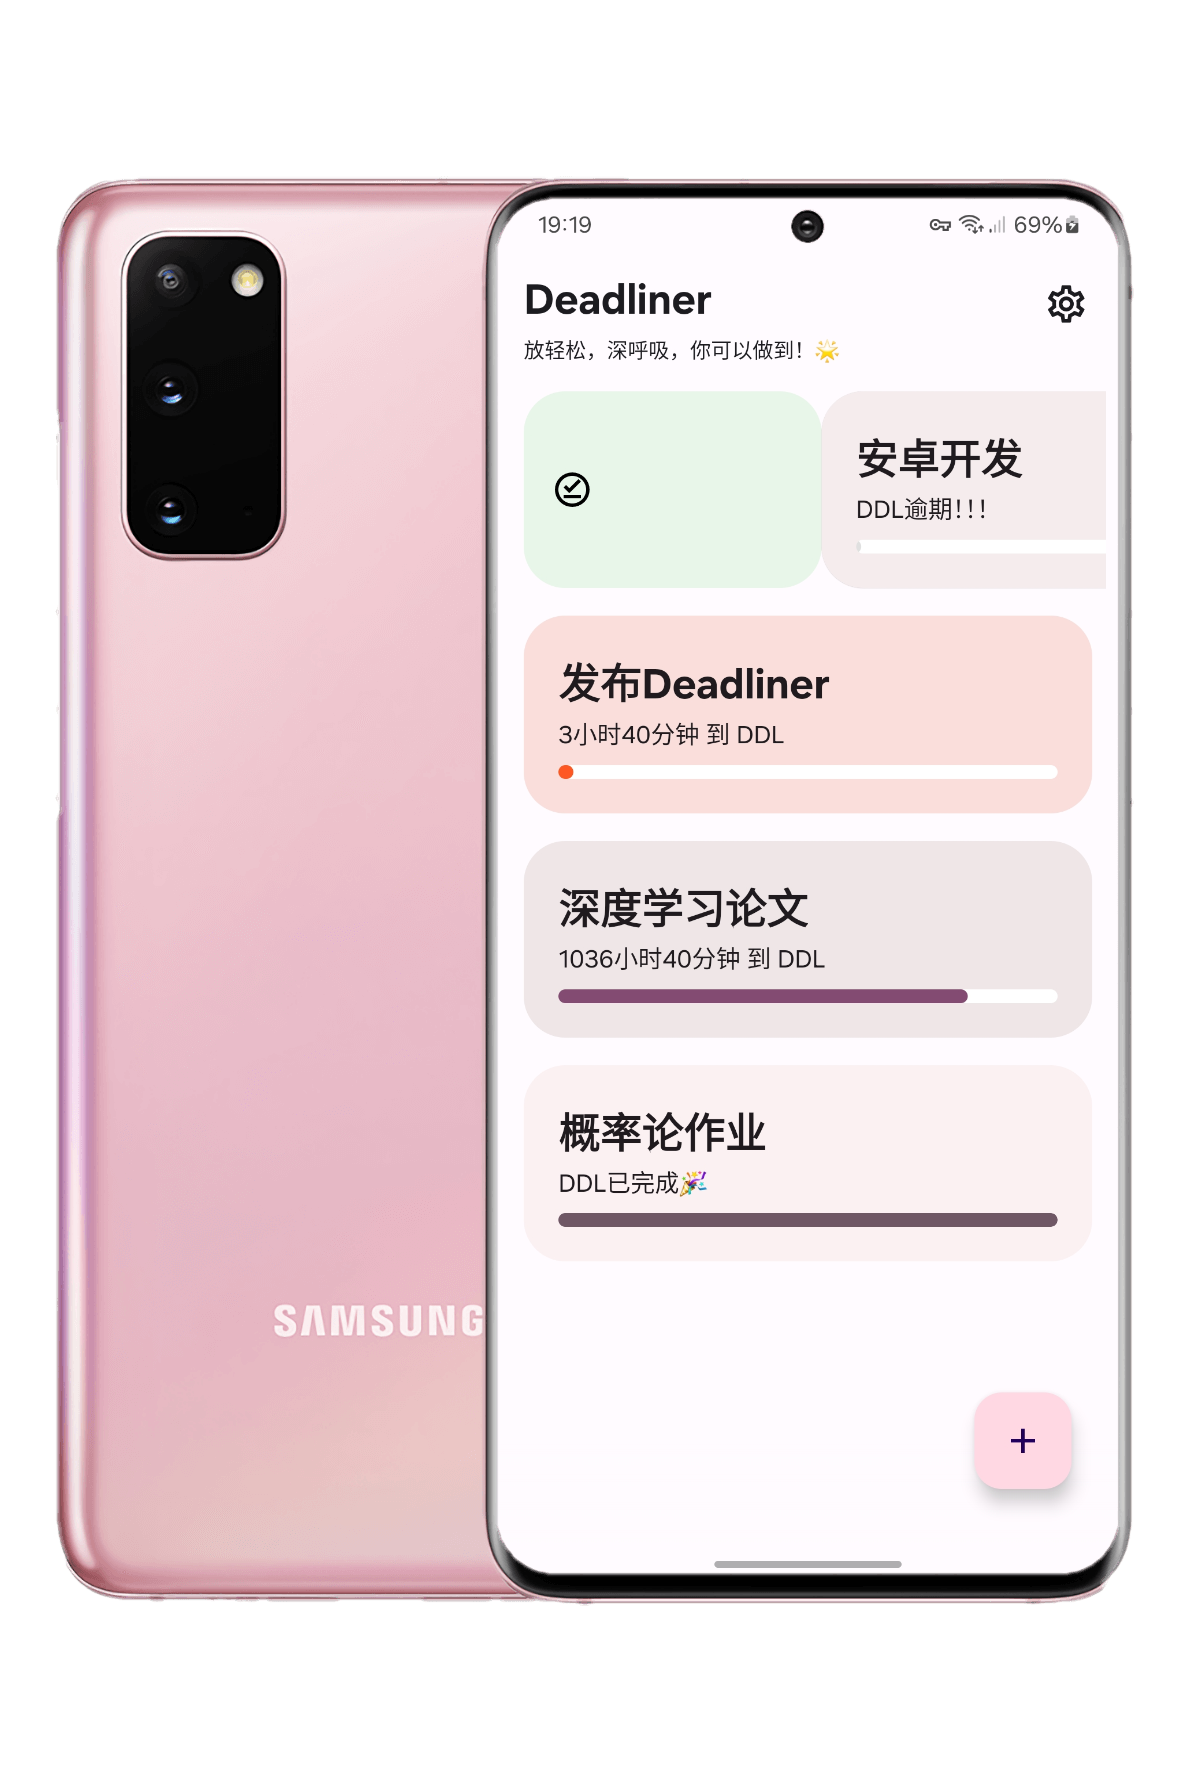 19:19
69%
Deadliner
放轻松，深呼吸，你可以做到！🌟
安卓开发
DDL逾期！！！
发布Deadliner
3小时40分钟 到 DDL
深度学习论文
1036小时40分钟 到 DDL
概率论作业
DDL已完成🎉
SAMSUNG
+